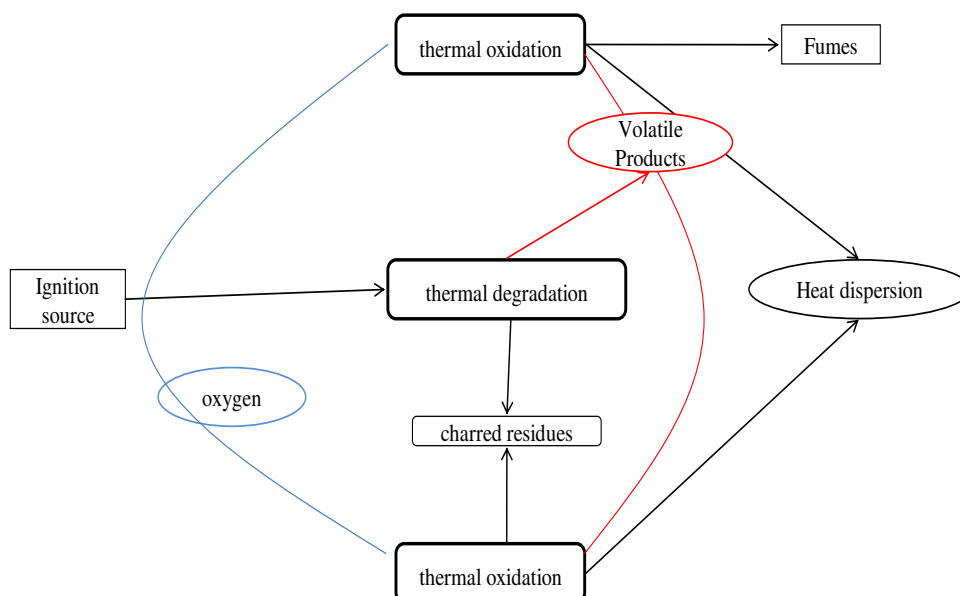 thermal oxidation
Fumes
Volatile
Products
Ignition
source
thermal degradation
Heat dispersion
oxygen
charred residues
thermal oxidation